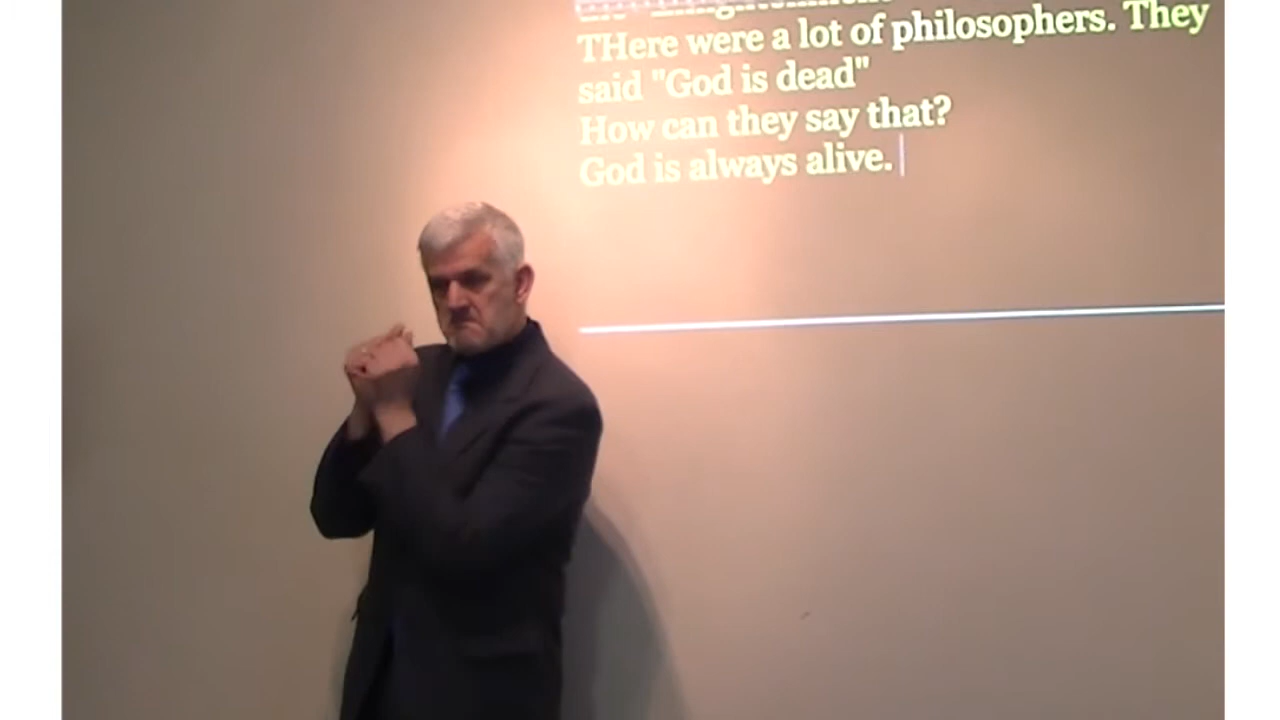 THere were a lot of philosophers. They
said "God is dead"
How can they say that?
God is always alive.